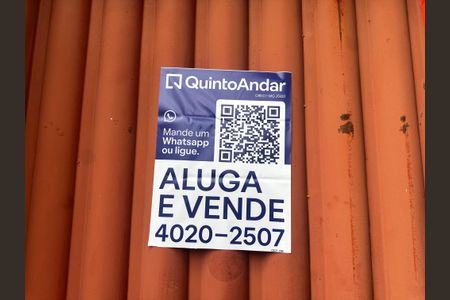 QuintoAndar
Mande um
Whatsapp
ou ligue.
ALUGA
E VENDE
4020-2507